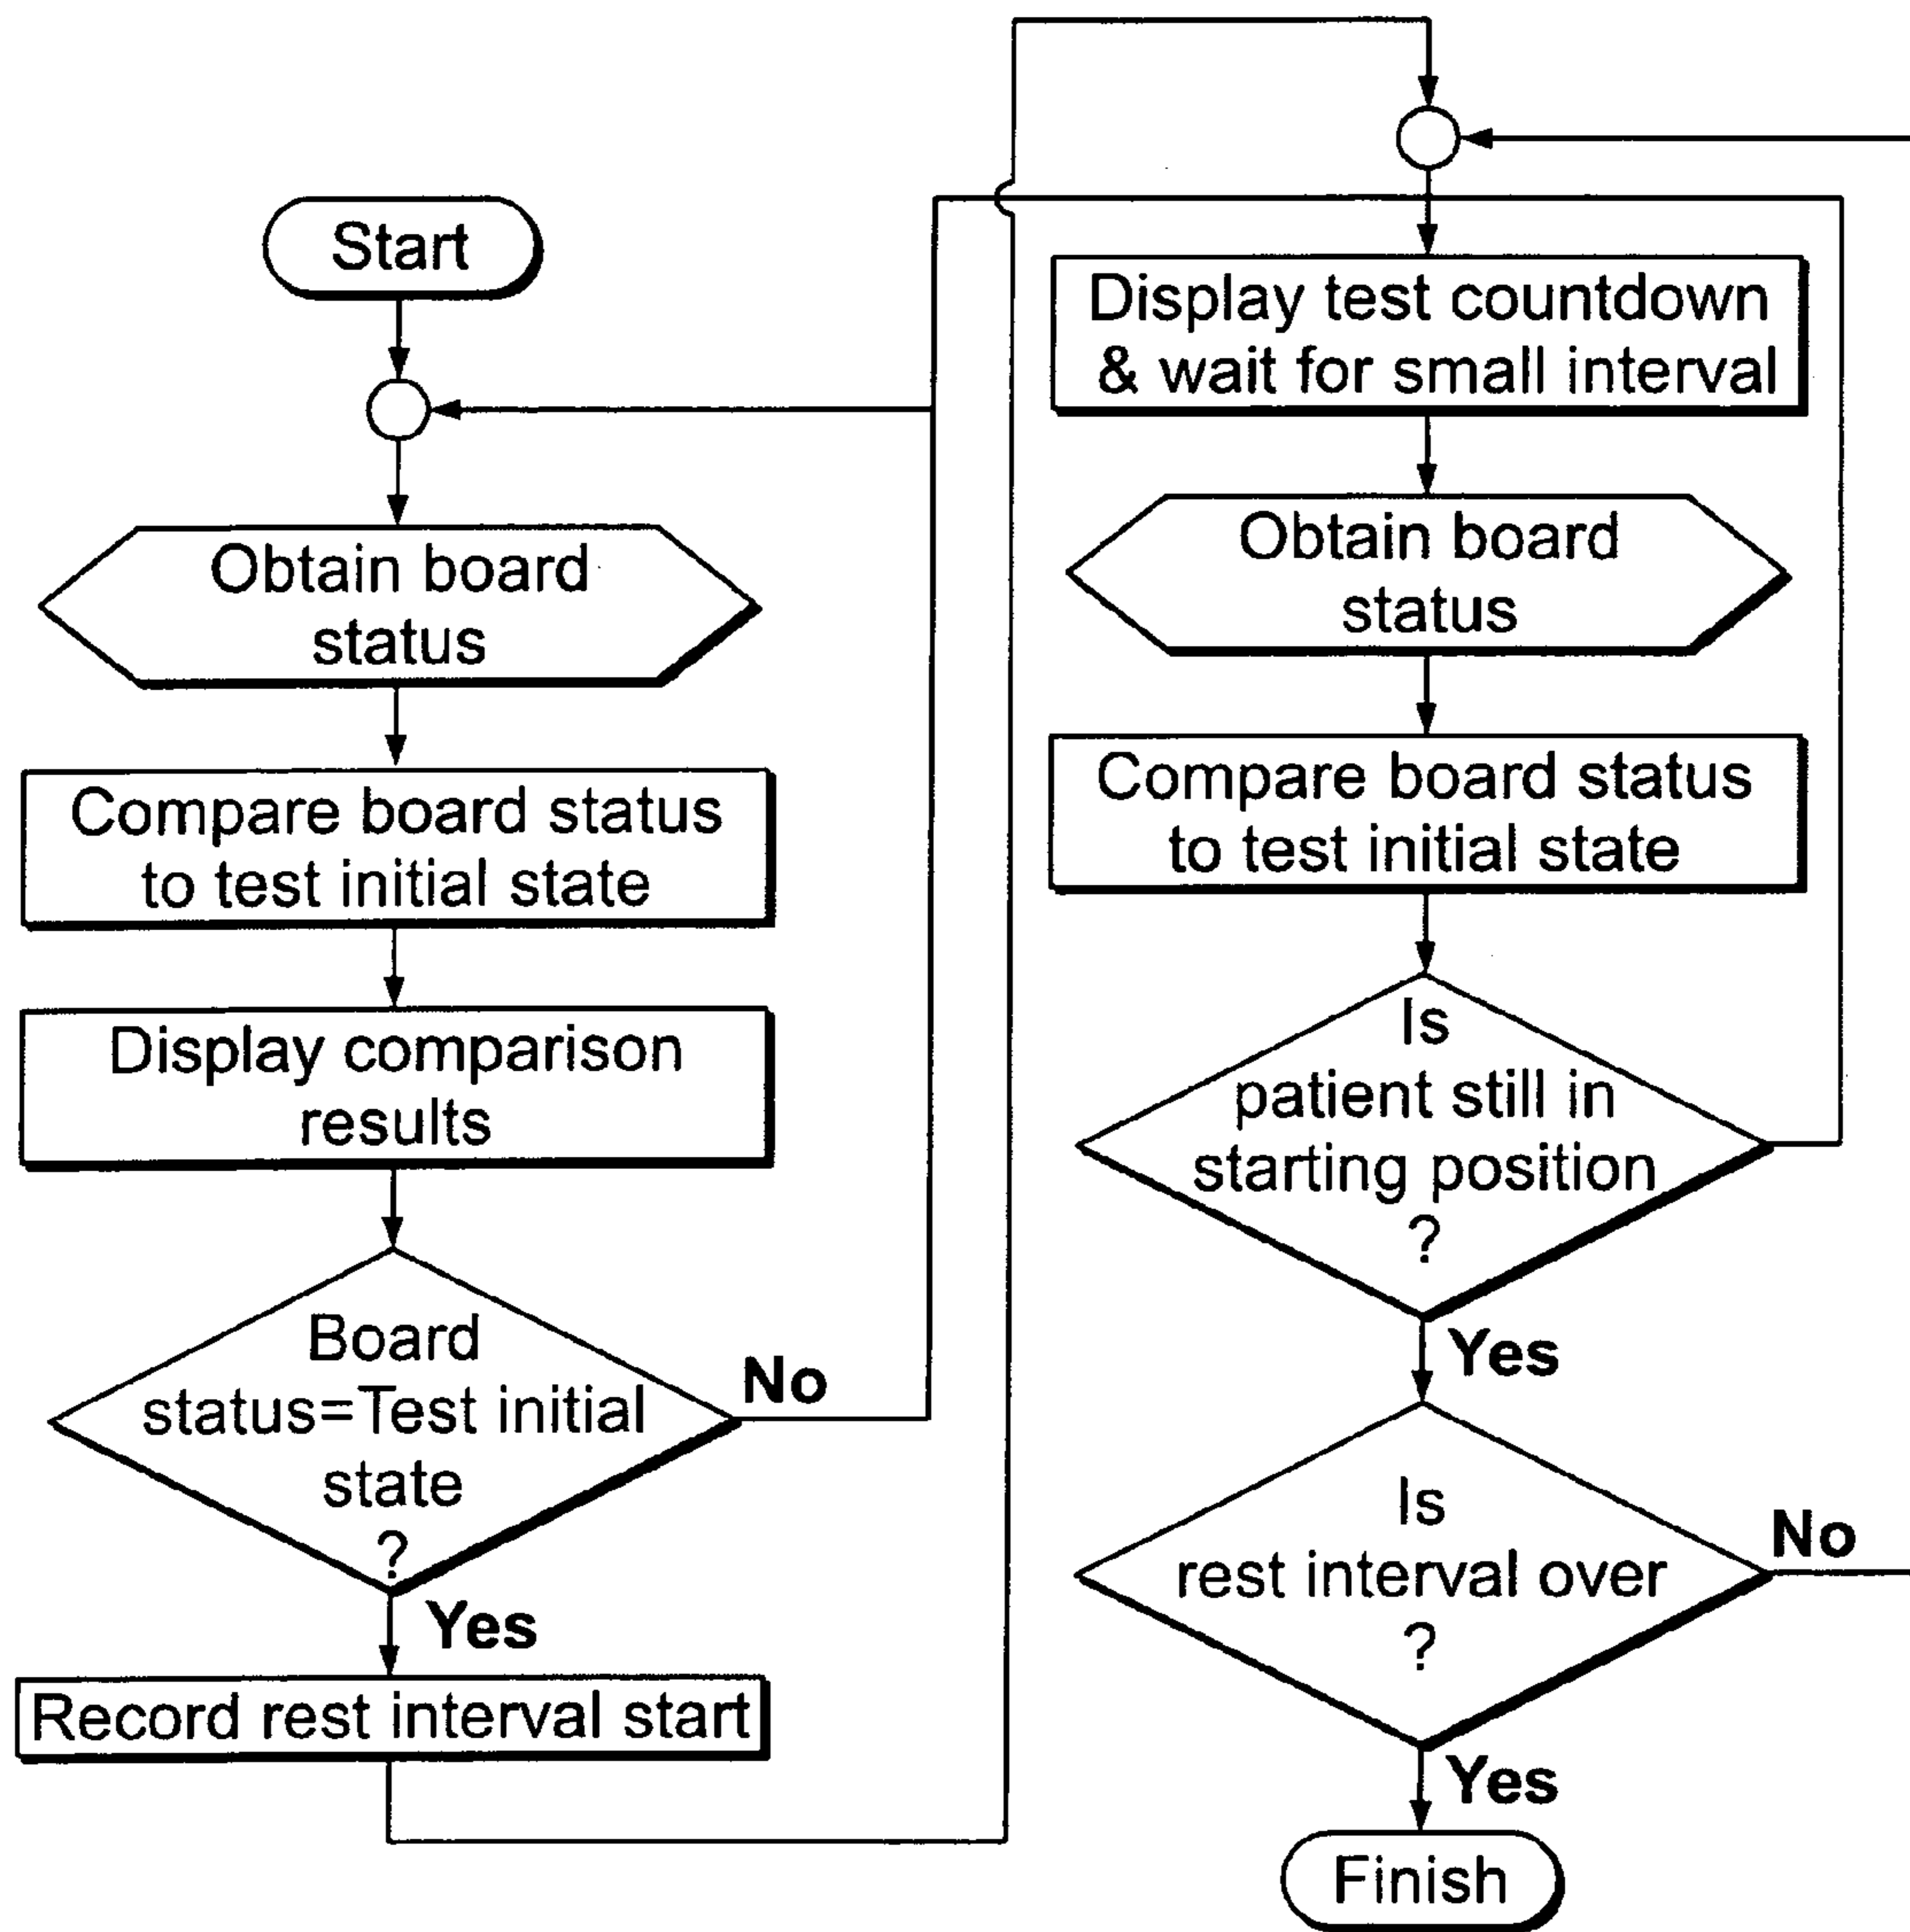 Start
Obtain board
status
Compare board status
to test initial state
Display comparison
results
Board
status=Test initial
state
?
No
Yes
Record rest interval start
Display test countdown
& wait for small interval
Obtain board
status
Compare board status
to test initial state
Is
patient still in
starting position
?
Yes
Is
rest interval over
?
No
Yes
Finish